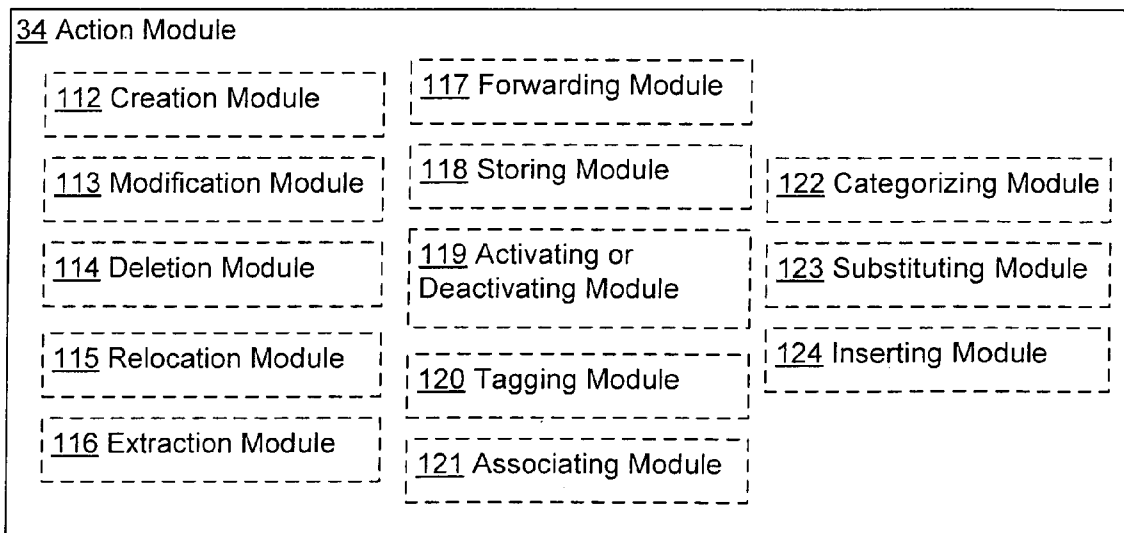 34 Action Module
112 Creation Module
113 Modification Module
114 Deletion Module
115 Relocation Module
116 Extraction Module
117 Forwarding Module
118 Storing Module
119 Activating or
Deactivating Module
120 Tagging Module
121 Associating Module
122 Categorizing Module
123 Substituting Module
124 Inserting Module